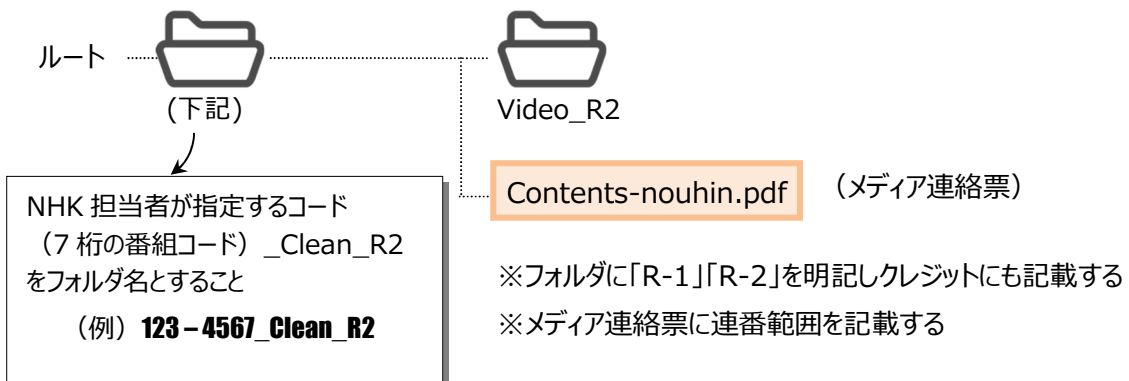 ルート
(下記)
Video_R2
NHK 担当者が指定するコード
（7 桁の番組コード）_Clean_R2
をフォルダ名とすること
（例）123 – 4567_Clean_R2
Contents-nouhin.pdf
（メディア連絡票）
※フォルダに「R-1」「R-2」を明記しクレジットにも記載する
※メディア連絡票に連番範囲を記載する